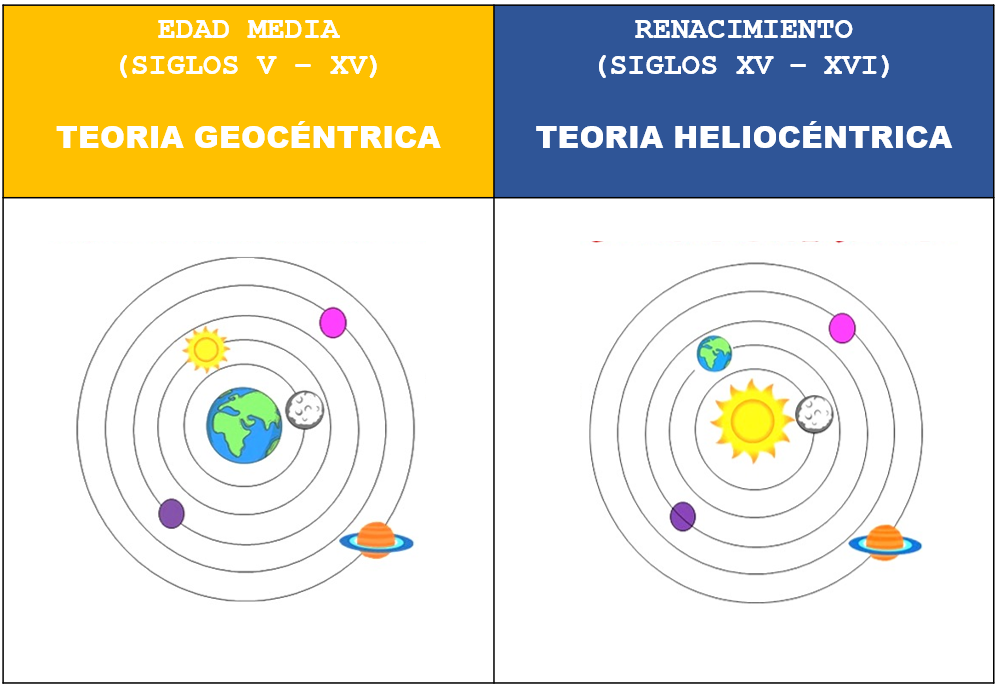 EDAD MEDIA
(SIGLOS V – XV)
TEORIA GEOCÉNTRICA
RENACIMIENTO
(SIGLOS XV – XVI)
TEORIA HELIOCÉNTRICA